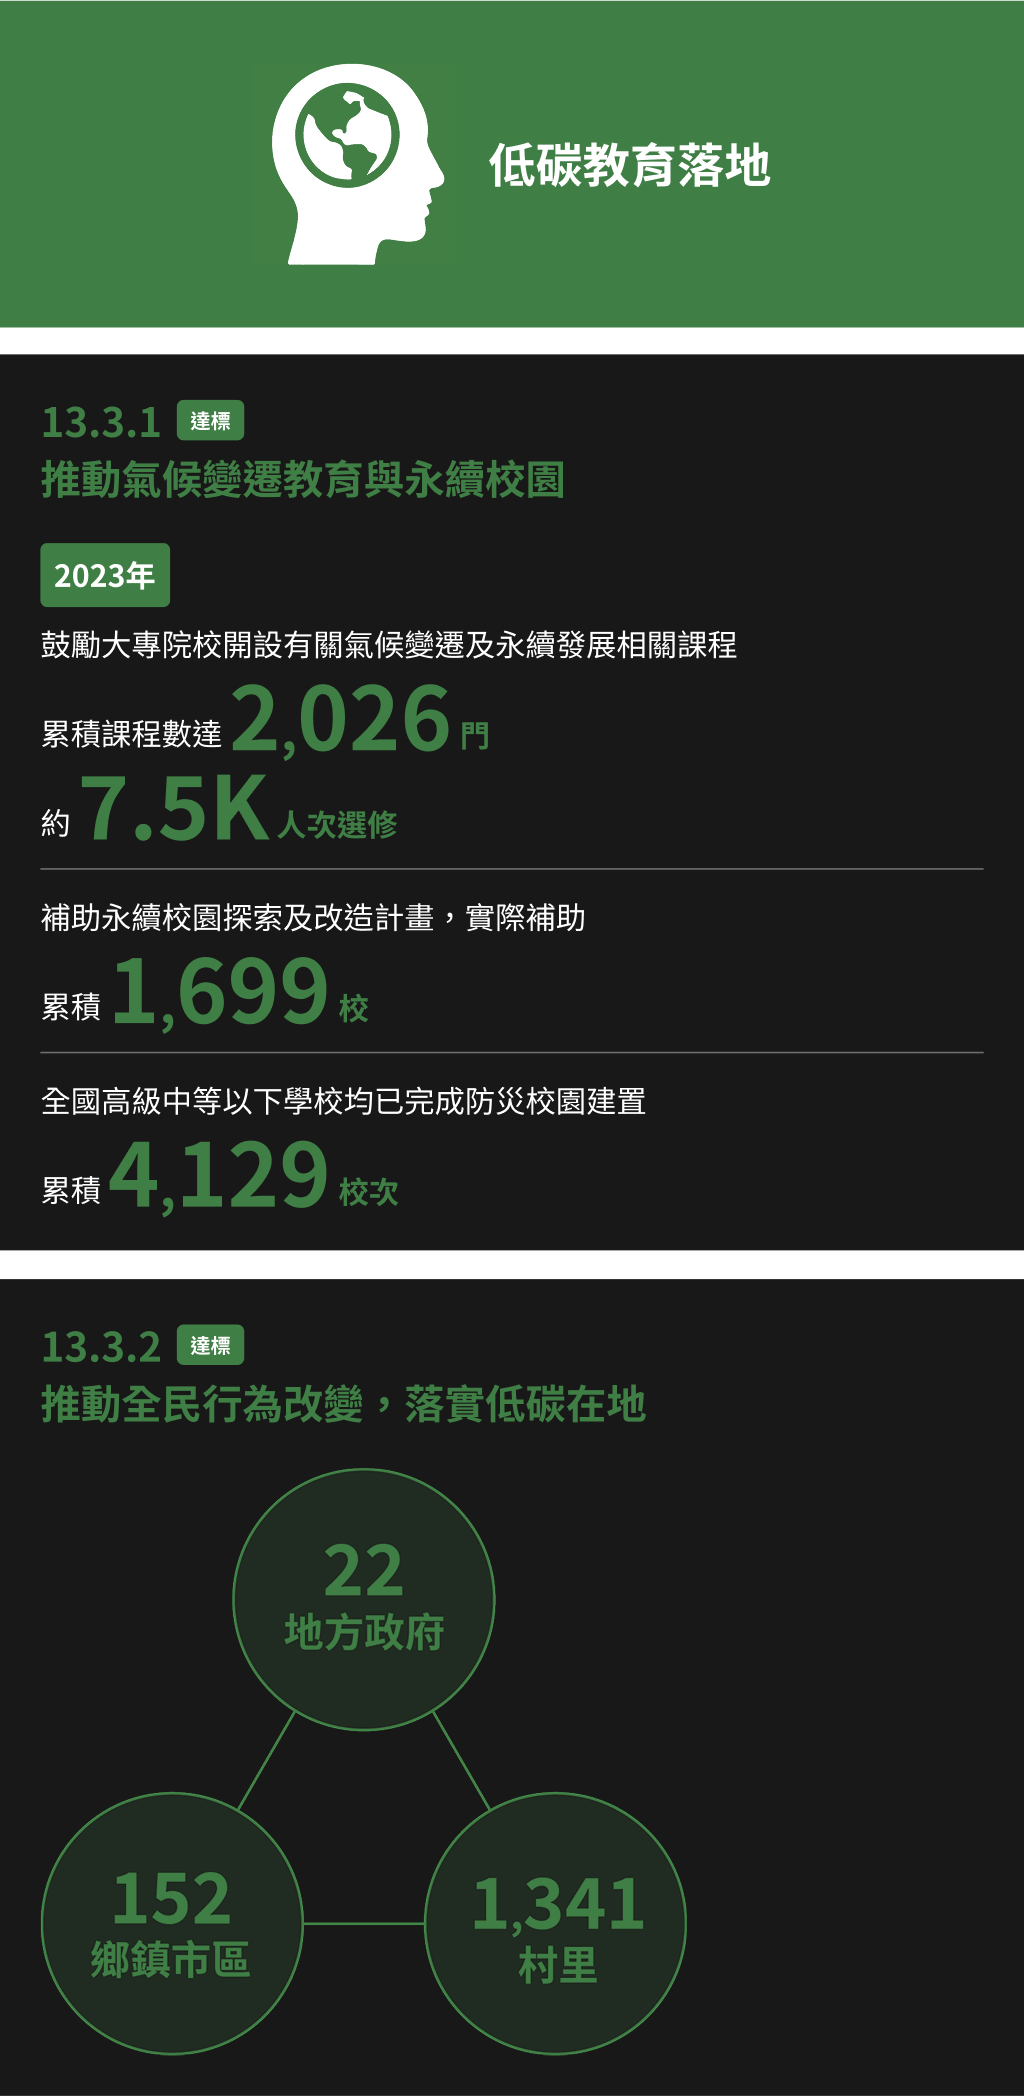 低碳教育落地
13.3.1 達標
推動氣候變遷教育與永續校園
2023年
鼓勵大專院校開設有關氣候變遷及永續發展相關課程
累積課程數達 2,026 門
約 7.5K 人次選修
補助永續校園探索及改造計畫，實際補助
累積 1,699 校
全國高級中等以下學校均已完成防災校園建置
累積 4,129 校次
13.3.2 達標
推動全民行為改變，落實低碳在地
22
地方政府
152
鄉鎮市區
1,341
村里